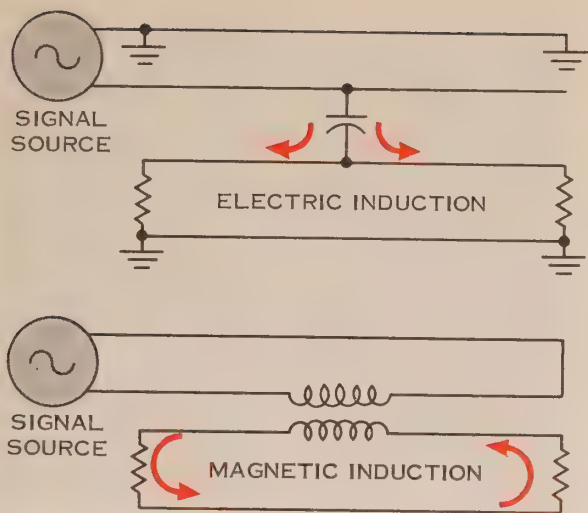 SIGNAL
SOURCE
ELECTRIC INDUCTION
SIGNAL
SOURCE
MAGNETIC INDUCTION